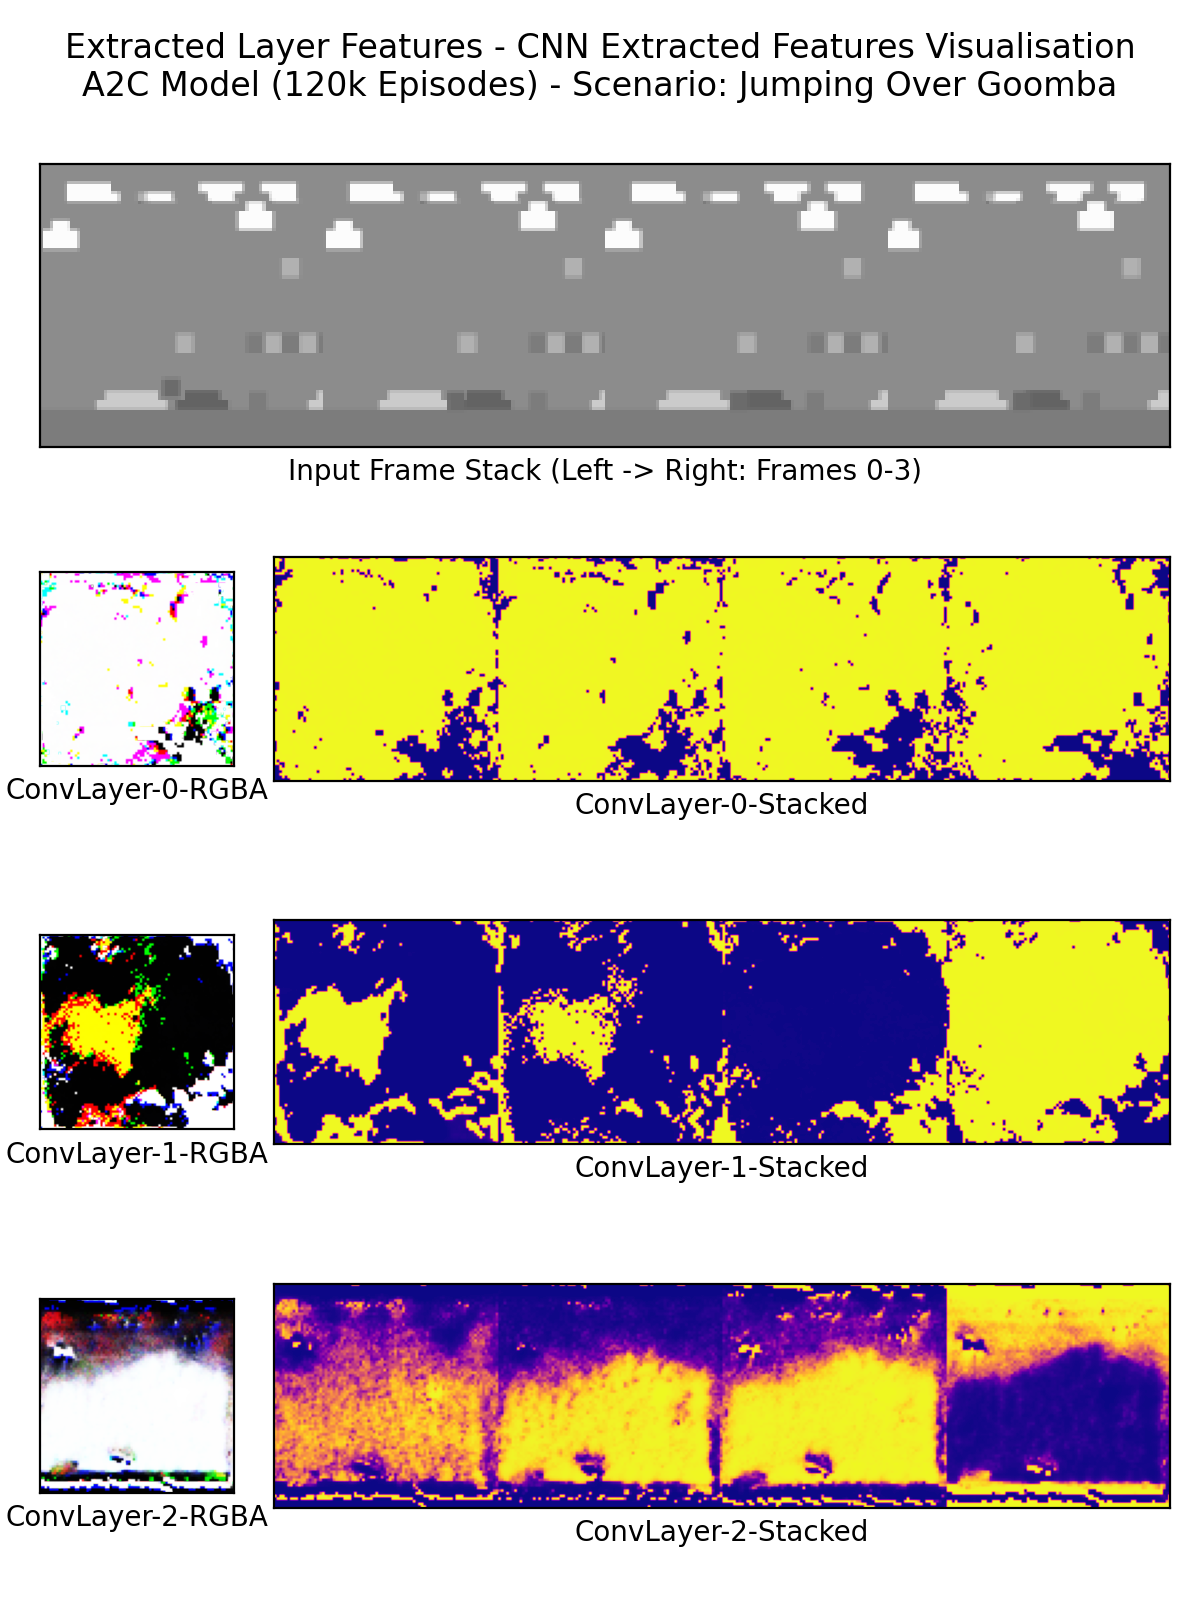 Extracted Layer Features - CNN Extracted Features Visualisation
A2C Model (120k Episodes) - Scenario: Jumping Over Goomba
Input Frame Stack (Left -> Right: Frames 0-3)
ConvLayer-0-RGBA
ConvLayer-0-Stacked
ConvLayer-1-RGBA
ConvLayer-1-Stacked
ConvLayer-2-RGBA
ConvLayer-2-Stacked